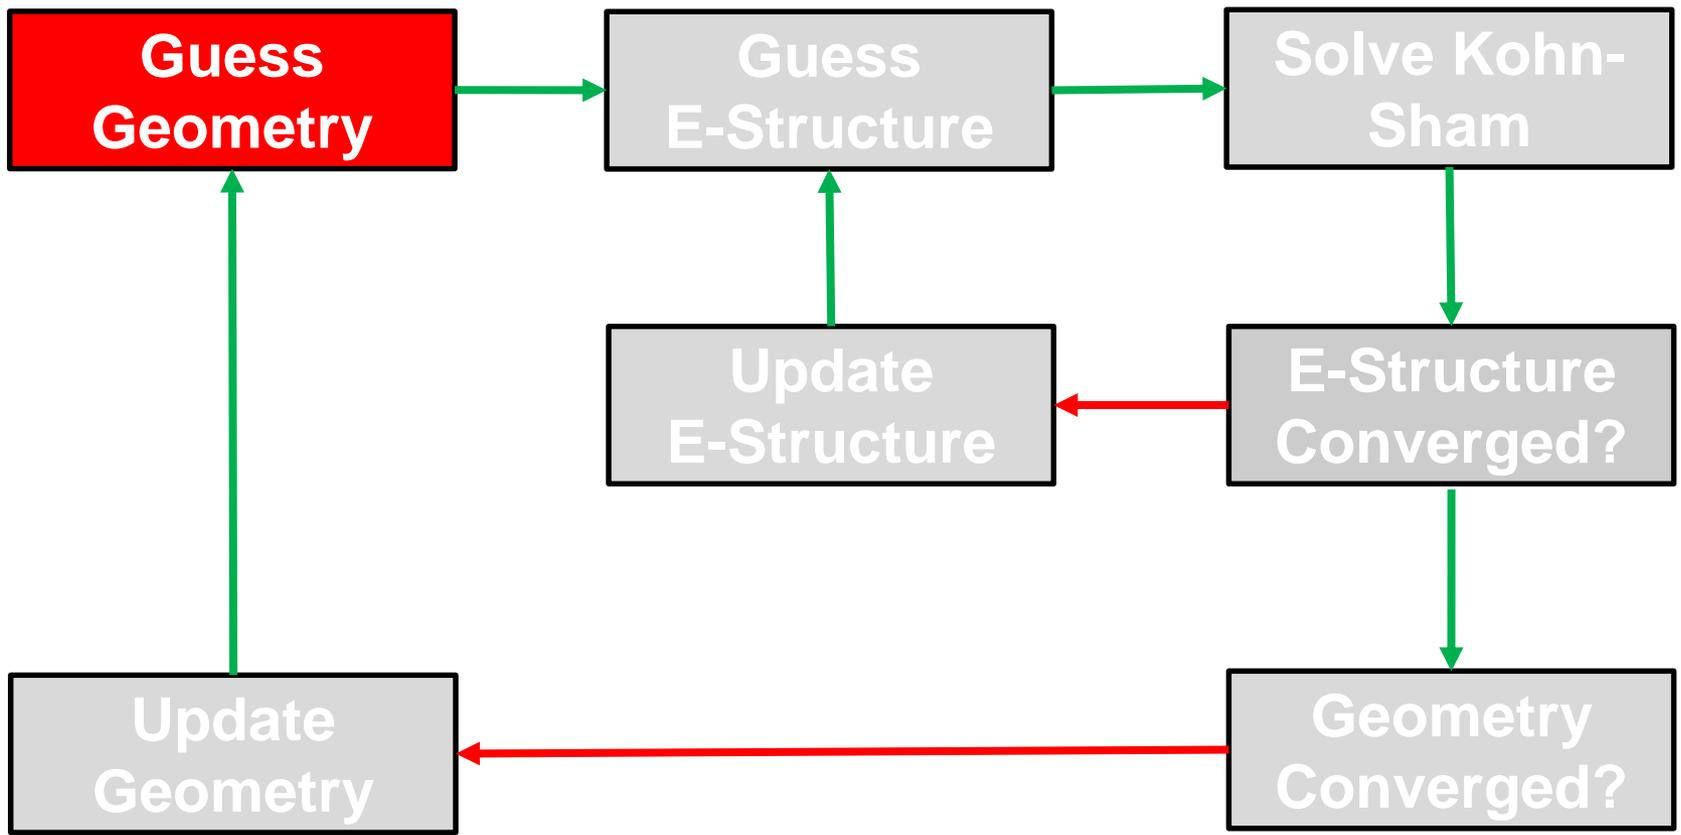 Guess
Geometry
Guess
E-Structure
Solve Kohn-
Sham
Update
E-Structure
E-Structure
Converged?
Update
Geometry
Geometry
Converged?